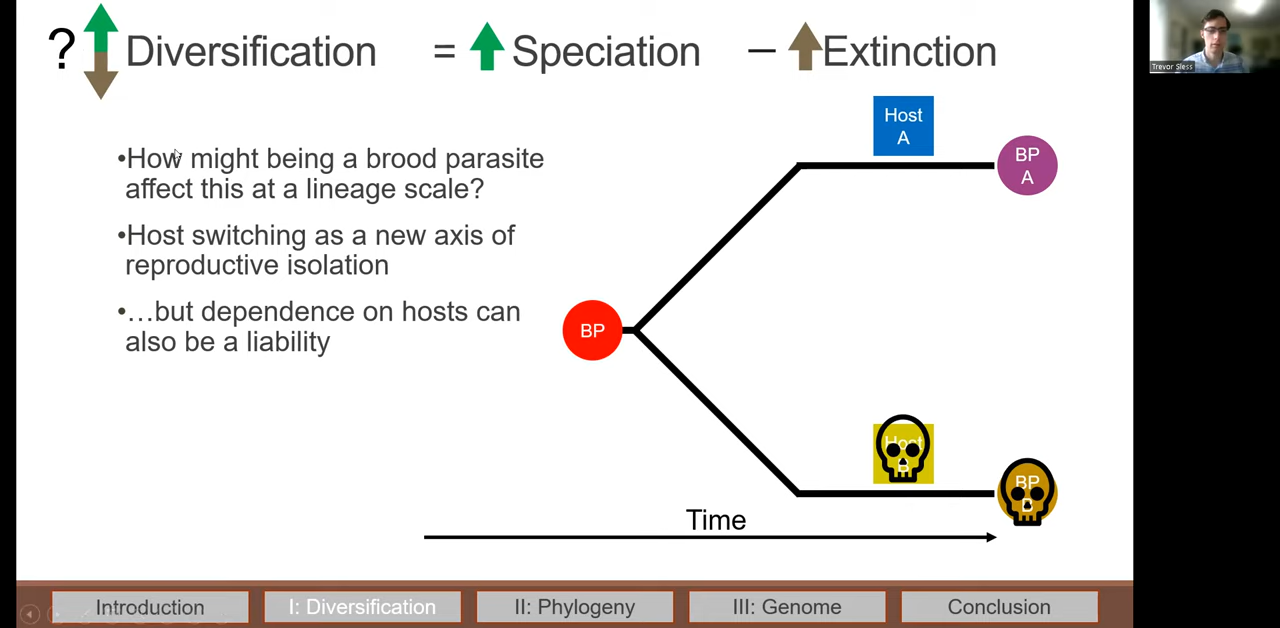 ? Diversification = Speciation – Extinction
•How might being a brood parasite
affect this at a lineage scale?
•Host switching as a new axis of
reproductive isolation
•…but dependence on hosts can
also be a liability
Host
A
BP
A
BP
Host
BP
Time
Introduction
I: Diversification
II: Phylogeny
III: Genome
Conclusion
Trevor Sless